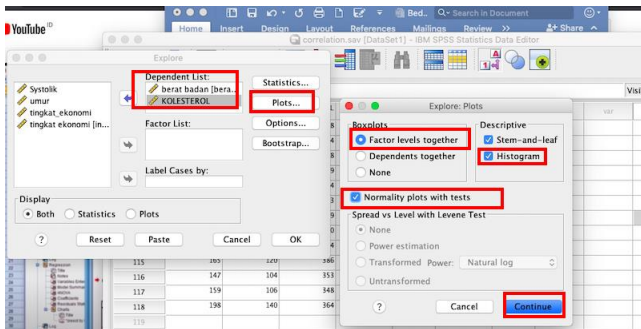 YouTube ID
Bed..
Search in Document
Home Insert Design Layout References Mailings Review >> Share
correlation.sav [DataSet1] - IBM SPSS Statistics Data Editor
Explore
Systolik
umur
tingkat_ekonomi
tingkat ekonomi [in...
Dependent List:
berat badan [bera...
KOLESTEROL
Factor List:
Label Cases by:
Statistics...
Plots...
Options...
Bootstrap...
Display
Both Statistics Plots
? Reset Paste Cancel OK
Visi
var
Explore: Plots
Boxplots
Factor levels together
Dependents together
None
Descriptive
Stem-and-leaf
Histogram
Normality plots with tests
Spread vs Level with Levene Test
None
Power estimation
Transformed Power: Natural log
Untransformed
? Cancel Continue
115 165 120 386
116 147 104 353
117 159 106 348
118 198 140 364
119